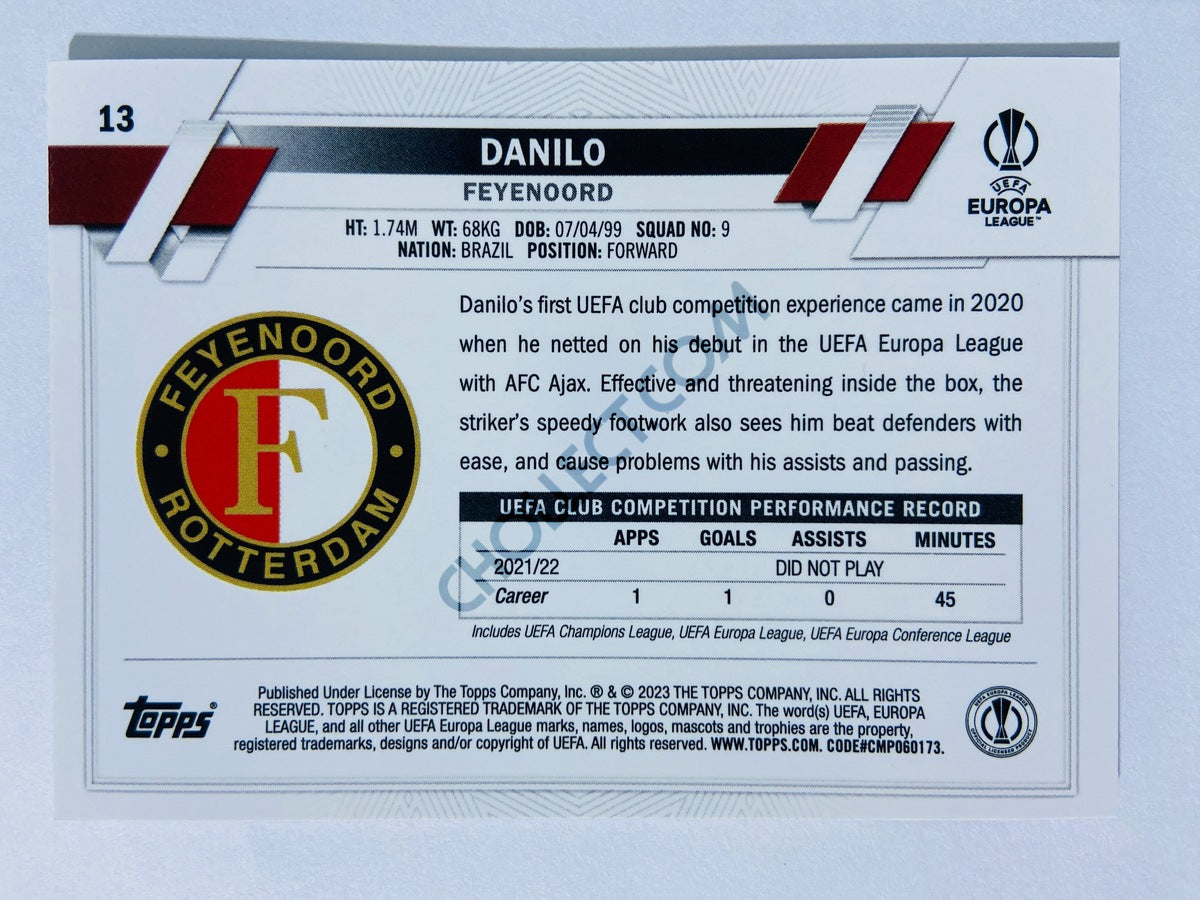 13
DANILO
FEYENOORD
HT: 1.74M WT: 68KG DOB: 07/04/99 SQUAD NO: 9
NATION: BRAZIL POSITION: FORWARD
UEFA
EUROPA
LEAGUE™
Danilo's first UEFA club competition experience came in 2020
when he netted on his debut in the UEFA Europa League
with AFC Ajax. Effective and threatening inside the box, the
striker's speedy footwork also sees him beat defenders with
ease, and cause problems with his assists and passing.
FEYENOORD
F
ROTTERDAM
CHOLLECT.COM
UEFA CLUB COMPETITION PERFORMANCE RECORD
APPS GOALS ASSISTS MINUTES
2021/22 DID NOT PLAY
Career 1 1 0 45
Includes UEFA Champions League, UEFA Europa League, UEFA Europa Conference League
topps®
Published Under License by The Topps Company, Inc. ® & © 2023 THE TOPPS COMPANY, INC. ALL RIGHTS
RESERVED. TOPPS IS A REGISTERED TRADEMARK OF THE TOPPS COMPANY, INC. The word(s) UEFA, EUROPA
LEAGUE, and all other UEFA Europa League marks, names, logos, mascots and trophies are the property,
registered trademarks, designs and/or copyright of UEFA. All rights reserved. WWW.TOPPS.COM. CODE#CMP060173.
UEFA EUROPA LEAGUE
OFFICIAL LICENSED PRODUCT